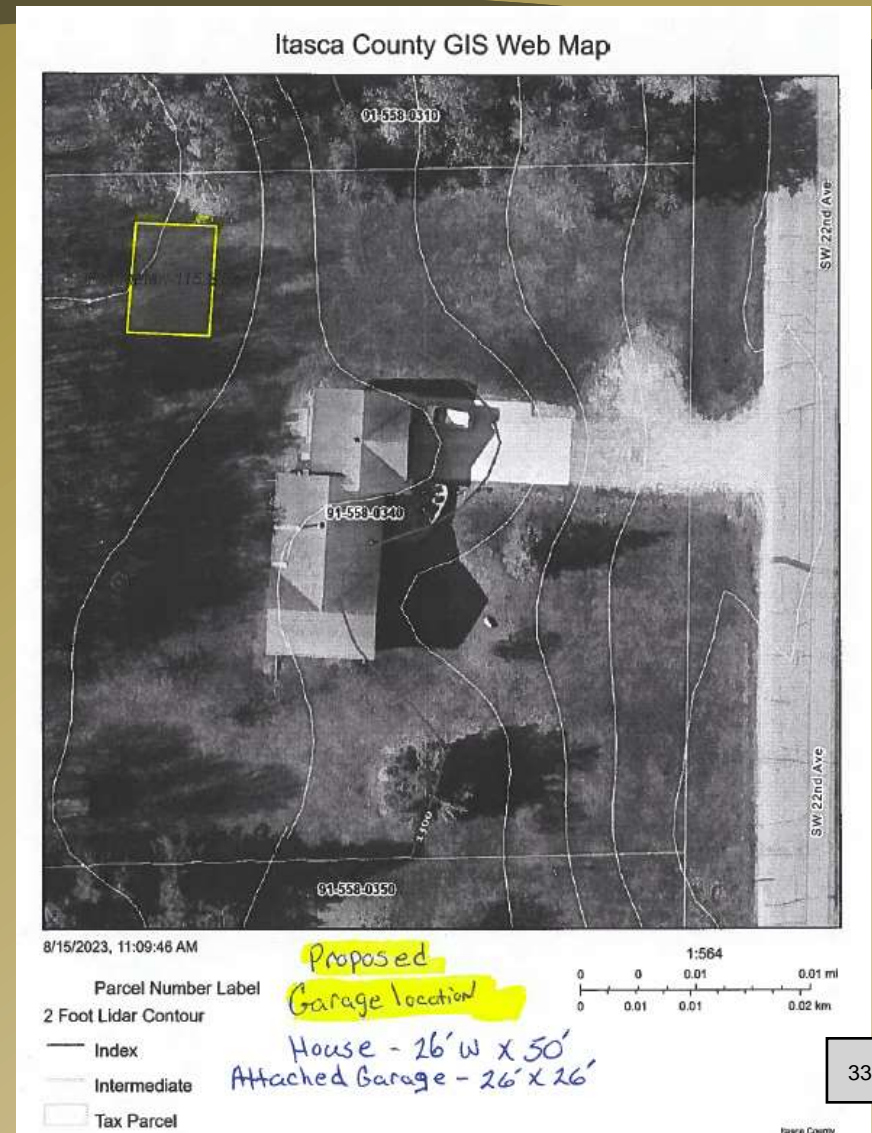 Itasca County GIS Web Map
91-558-0310
SW 22nd Ave
91-558-0340
SW 22nd Ave
91-558-0350
8/15/2023, 11:09:46 AM
Proposed
Garage location
1:564
0 0 0.01 0.01 mi
0 0.01 0.01 0.02 km
Parcel Number Label
2 Foot Lidar Contour
Index
Intermediate
Tax Parcel
House - 26' W X 50'
Attached Garage - 26' X 26'
33
Itasca County